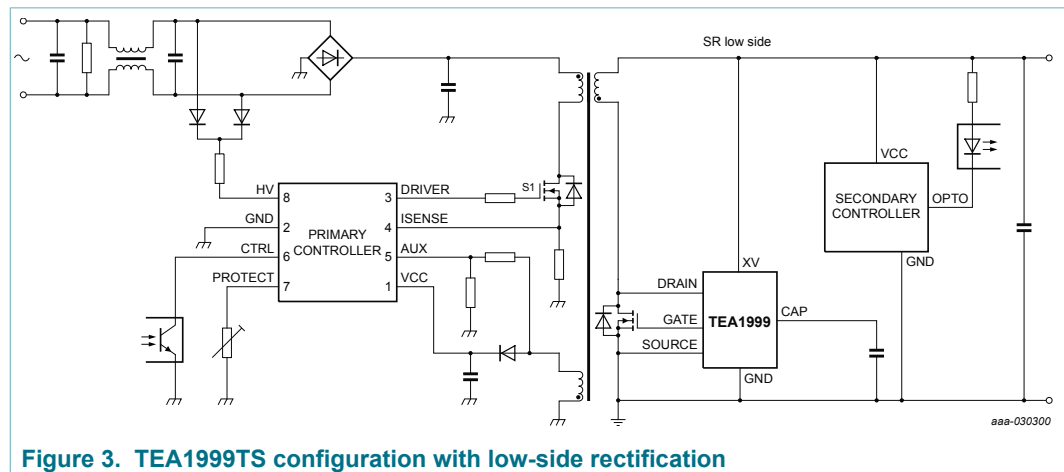 SR low side
VCC
SECONDARY
CONTROLLER
OPTO
GND
HV
8
GND
2
CTRL
6
PROTECT
7
PRIMARY
CONTROLLER
3
DRIVER
4
ISENSE
5
AUX
1
VCC
S1
XV
DRAIN
GATE
SOURCE
TEA1999
CAP
GND
aaa-030300
Figure 3. TEA1999TS configuration with low-side rectification